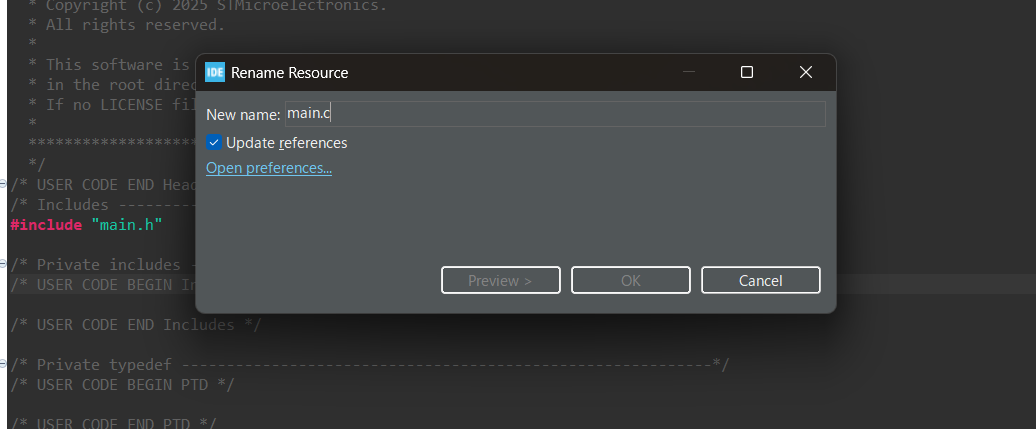 * Copyright (c) 2025 STMicroelectronics.
* All rights reserved.
*
* This software is
* in the root direc
* If no LICENSE fil
*
*******************
*/
/* USER CODE END Head
/* Includes ---------
#include "main.h"
/* Private includes -
/* USER CODE BEGIN In
/* USER CODE END Includes */
/* Private typedef -----------------------------------------------------------*/
/* USER CODE BEGIN PTD */
/* USER CODE END PTD */
IDE Rename Resource
New name: main.c
Update references
Open preferences...
Preview >
OK
Cancel